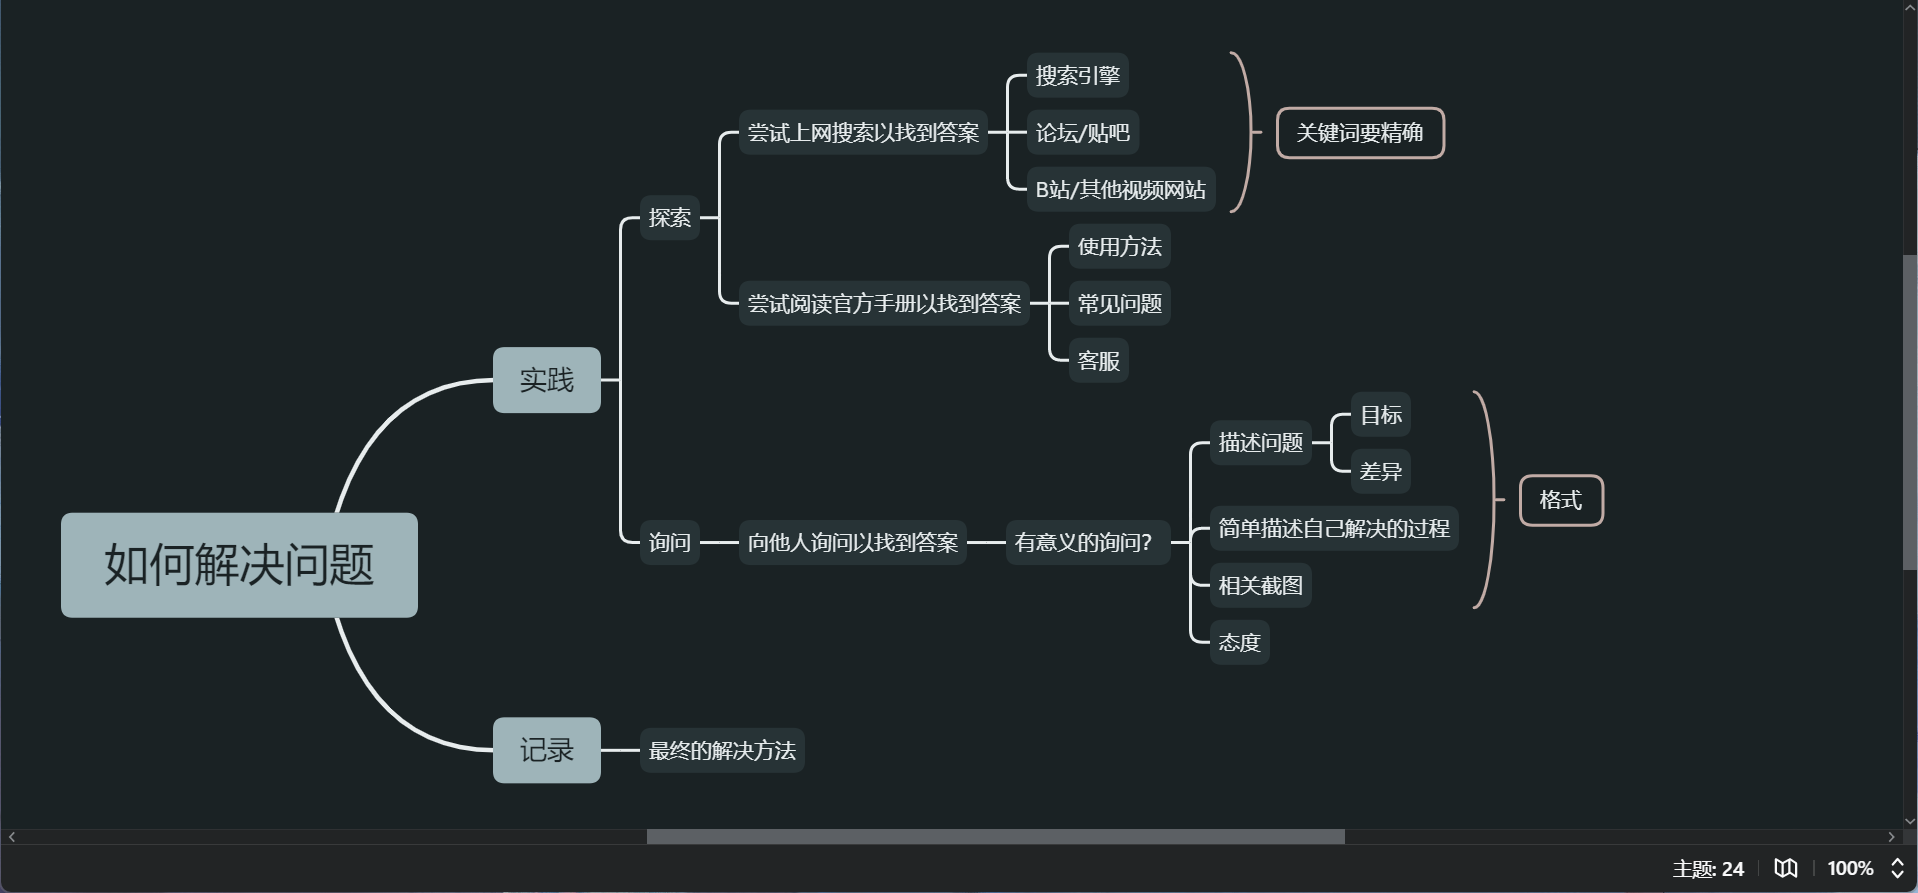 搜索引擎
尝试上网搜索以找到答案
论坛/贴吧
关键词要精确
B站/其他视频网站
探索
使用方法
尝试阅读官方手册以找到答案
常见问题
客服
实践
目标
描述问题
差异
格式
简单描述自己解决的过程
询问
向他人询问以找到答案
有意义的询问?
相关截图
态度
如何解决问题
记录
最终的解决方法
主题: 24
100%